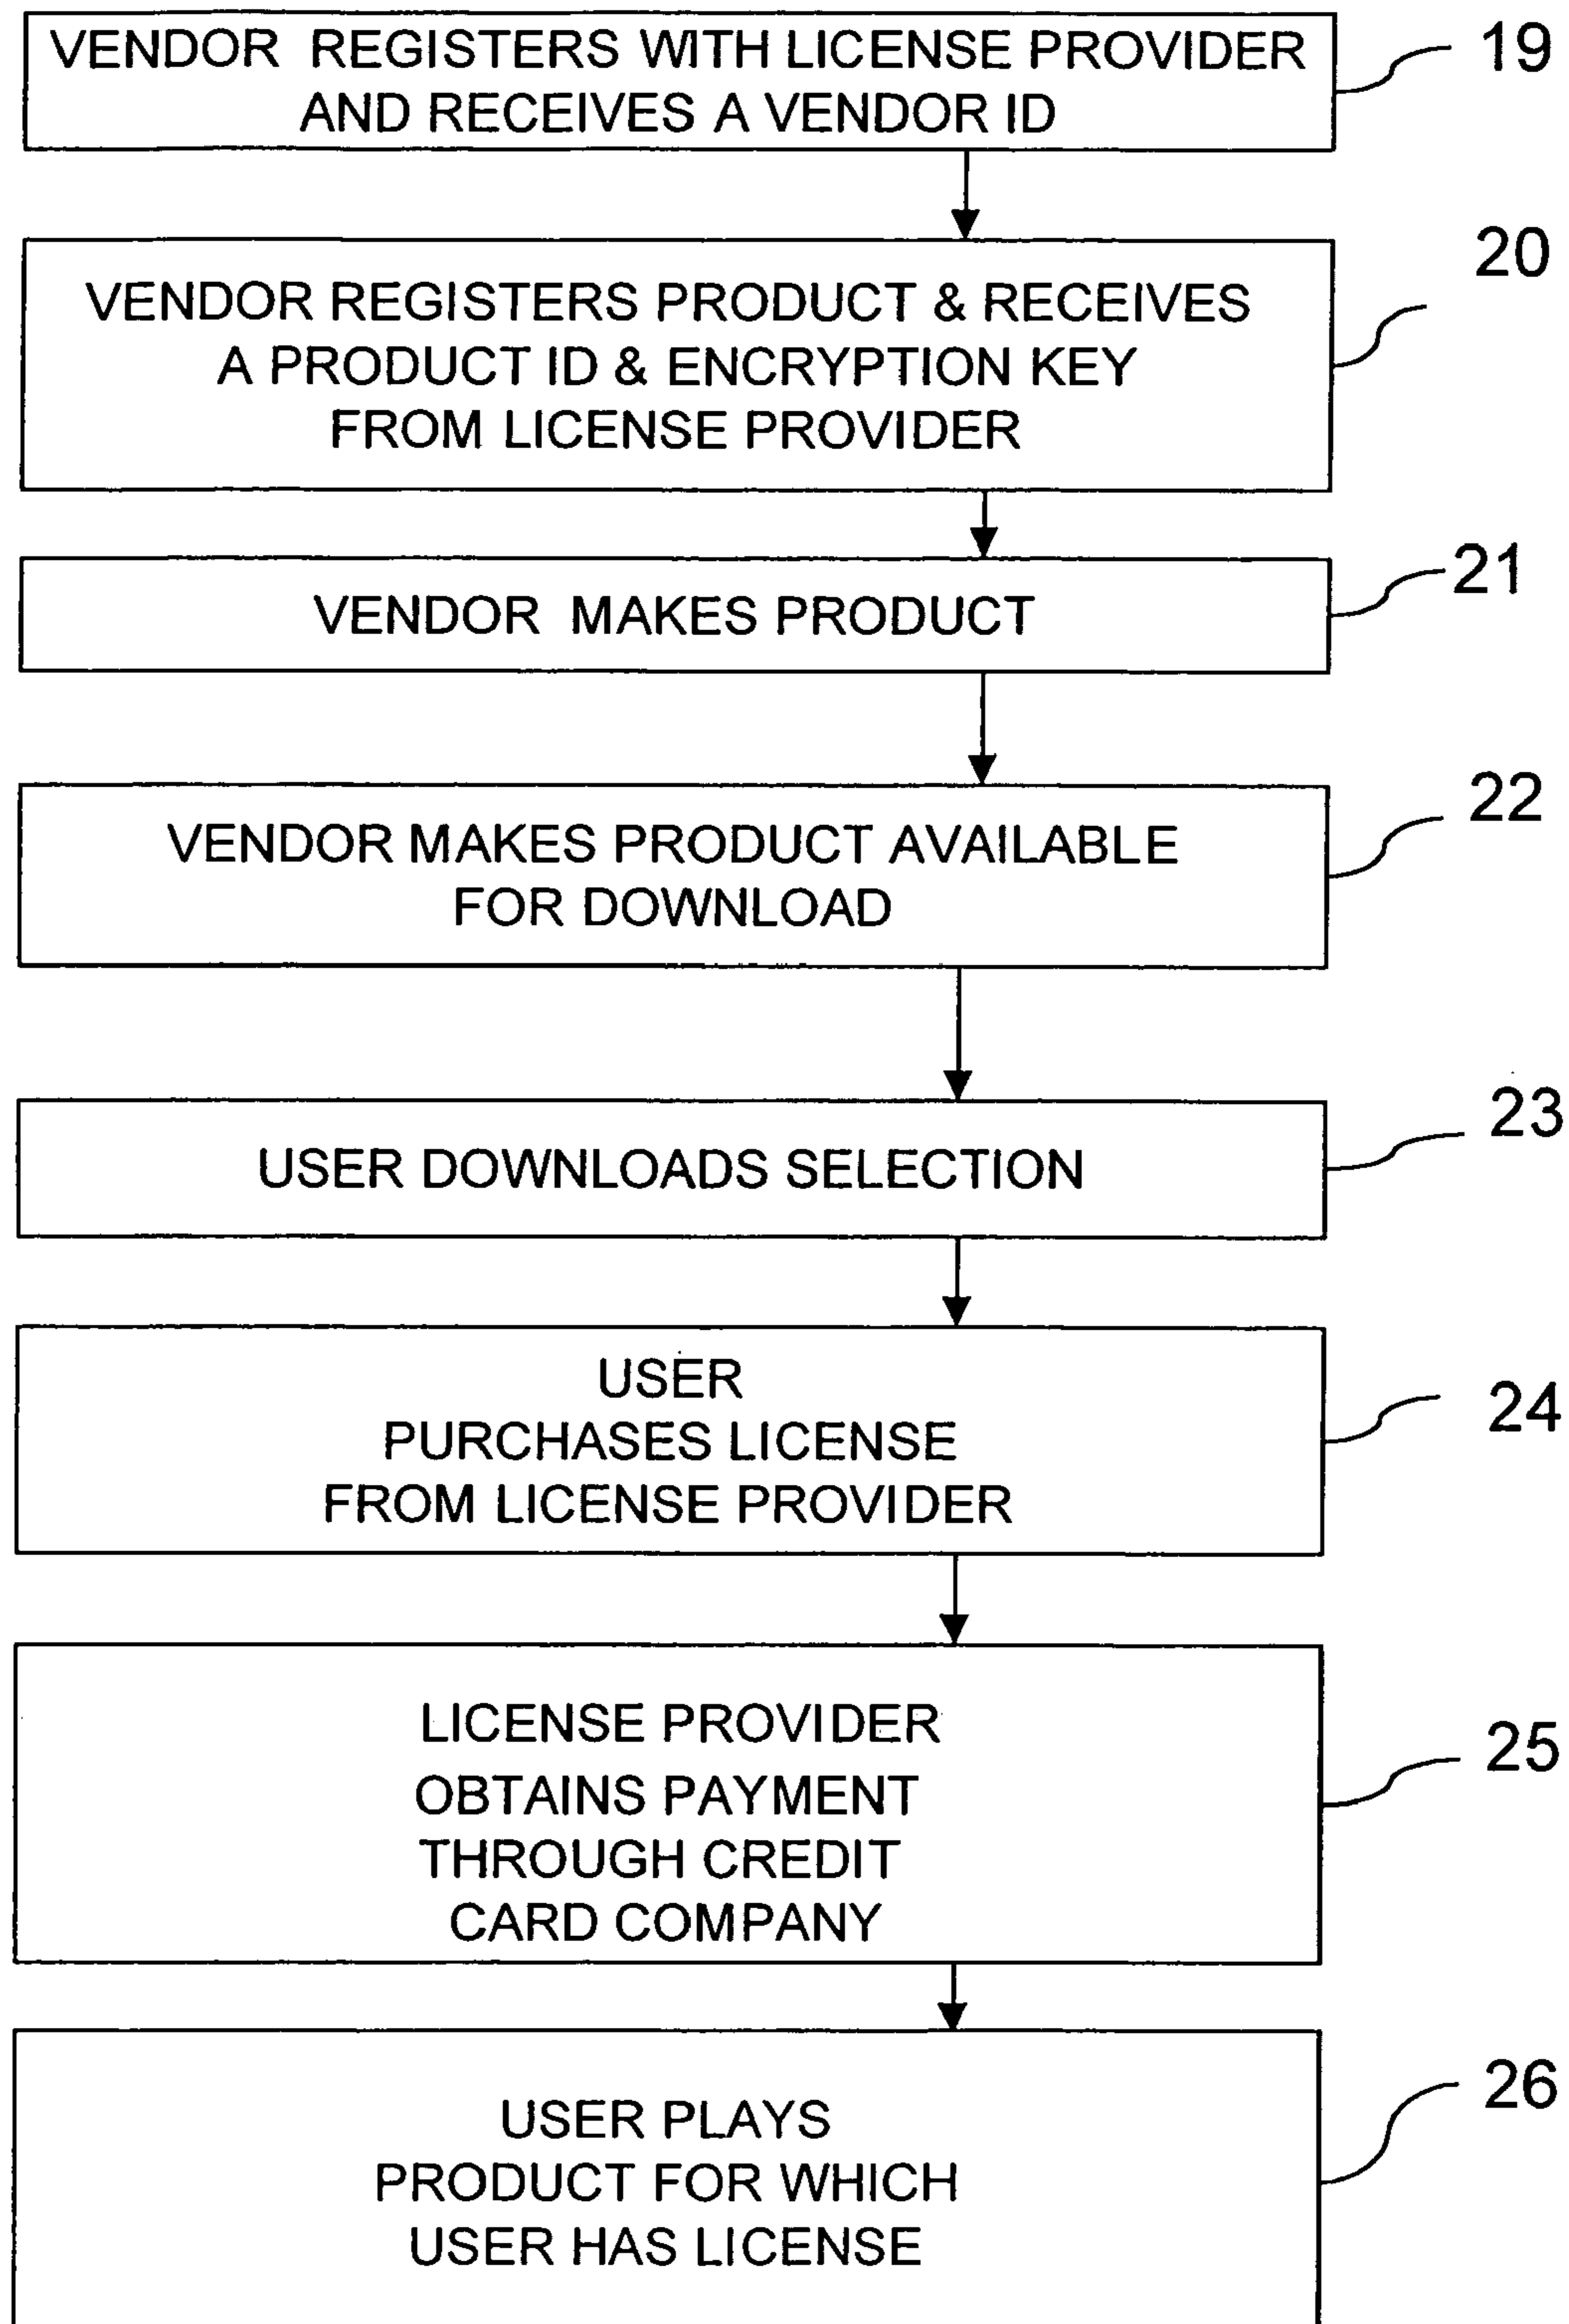 VENDOR REGISTERS WITH LICENSE PROVIDER
AND RECEIVES A VENDOR ID
19
VENDOR REGISTERS PRODUCT & RECEIVES
A PRODUCT ID & ENCRYPTION KEY
FROM LICENSE PROVIDER
20
VENDOR MAKES PRODUCT
21
VENDOR MAKES PRODUCT AVAILABLE
FOR DOWNLOAD
22
USER DOWNLOADS SELECTION
23
USER
PURCHASES LICENSE
FROM LICENSE PROVIDER
24
LICENSE PROVIDER
OBTAINS PAYMENT
THROUGH CREDIT
CARD COMPANY
25
USER PLAYS
PRODUCT FOR WHICH
USER HAS LICENSE
26